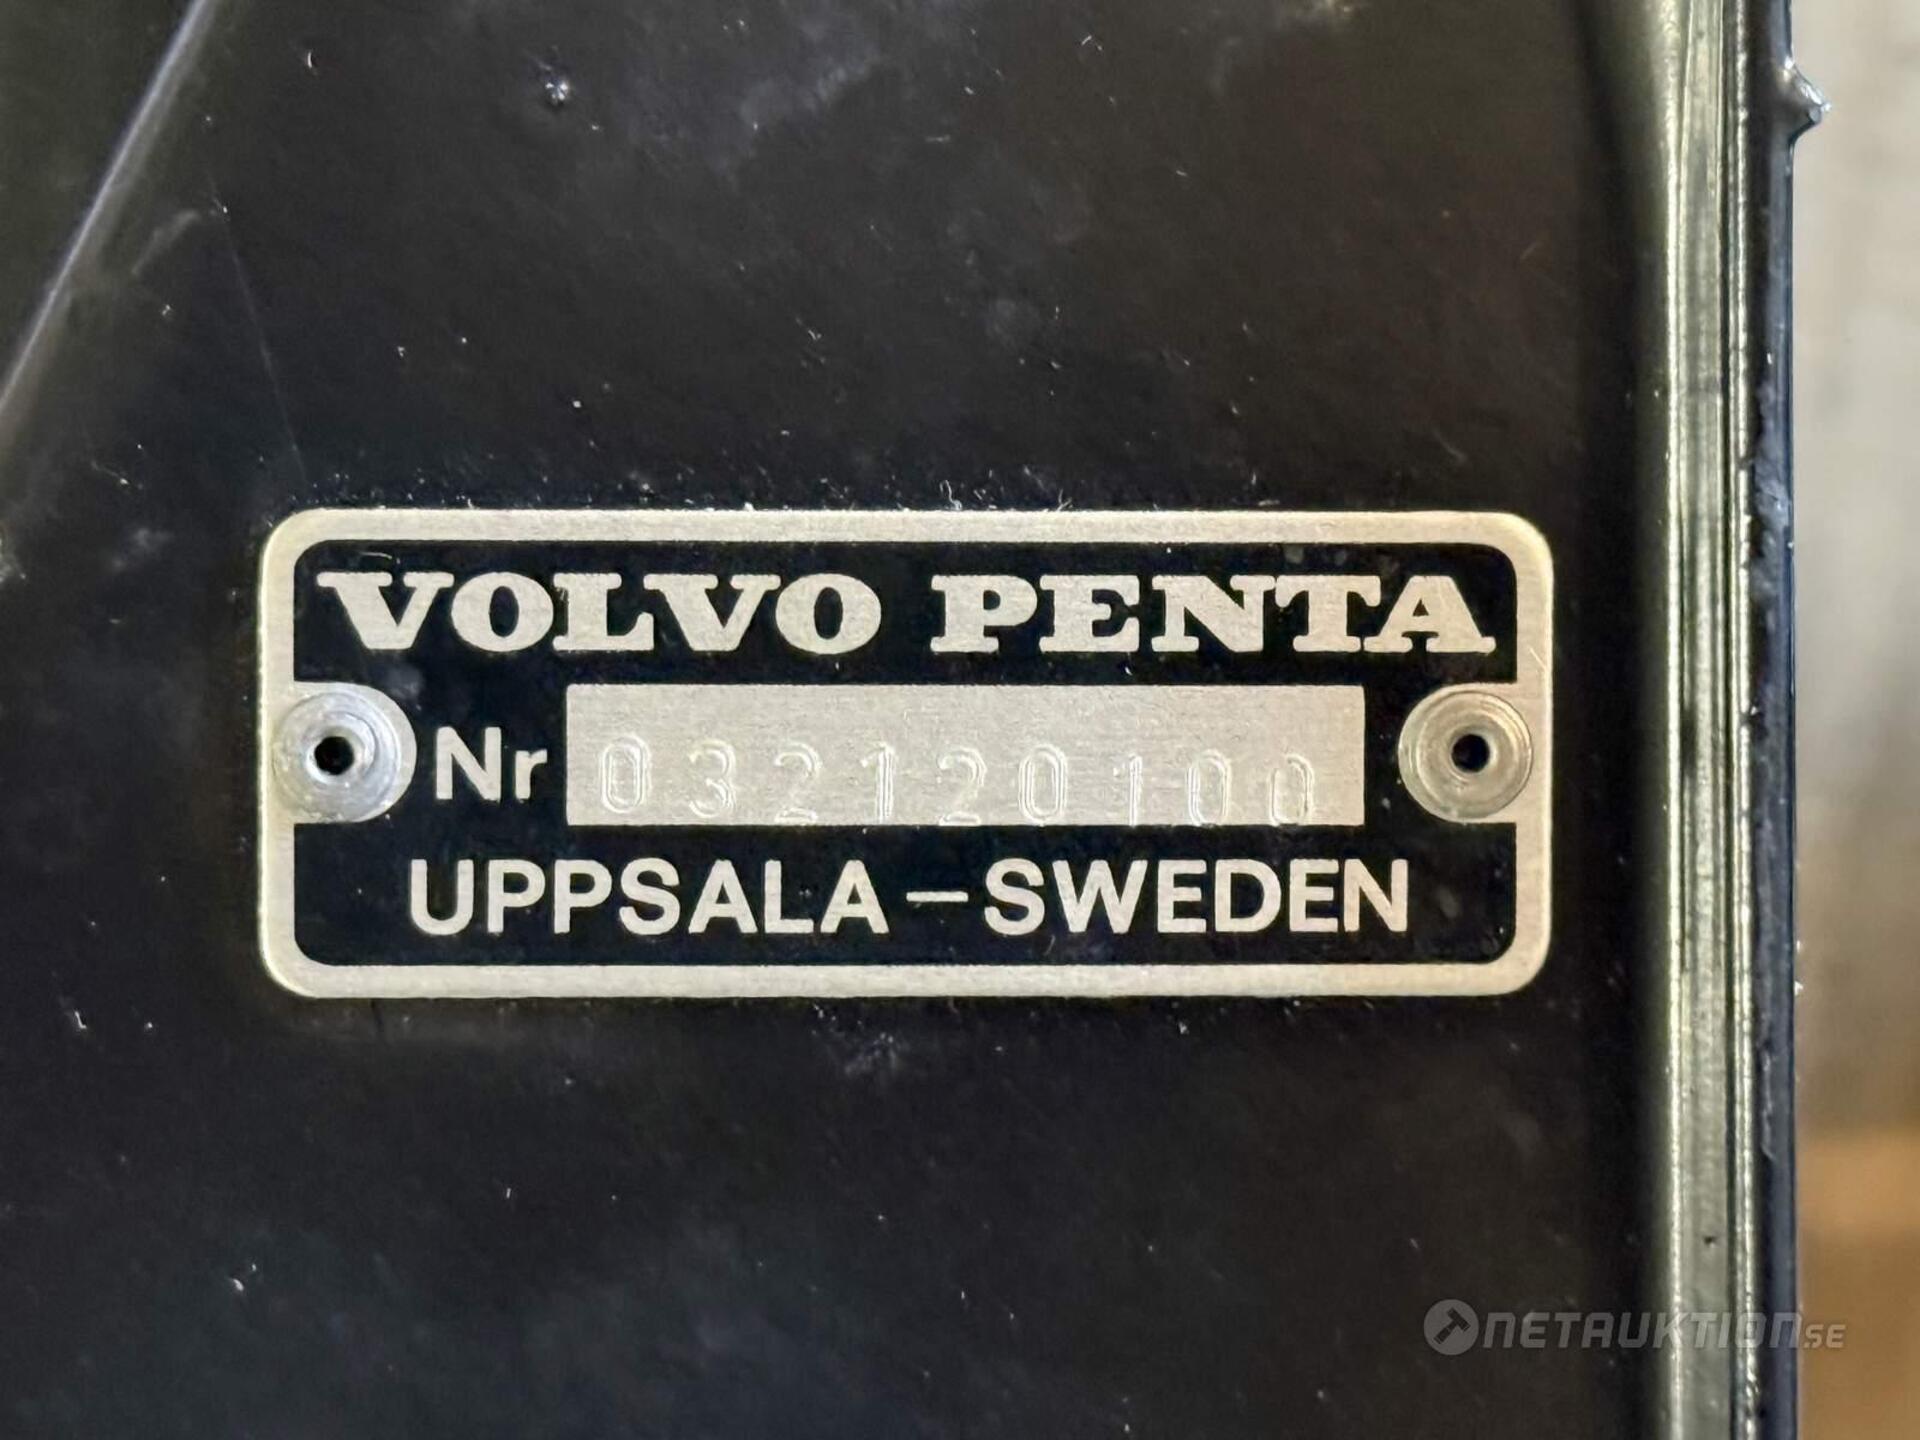 VOLVO PENTA
Nr 032120100
UPPSALA–SWEDEN
NETAUKTION.SE